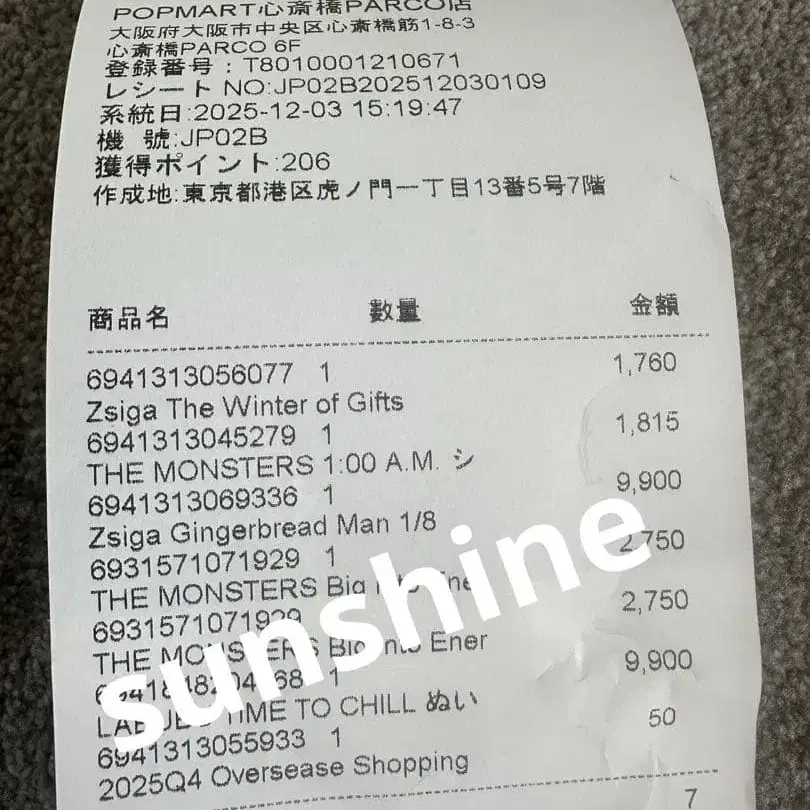 POPMART心斎橋PARCO店
大阪府大阪市中央区心斎橋筋1-8-3
心斎橋PARCO 6F
登録番号：T8010001210671
レシート NO:JP02B202512030109
系統日:2025-12-03 15:19:47
機 號:JP02B
獲得ポイント:206
作成地:東京都港区虎ノ門一丁目13番5号7階
商品名 數量 金額
6941313056077 1 1,760
Zsiga The Winter of Gifts
6941313045279 1 1,815
THE MONSTERS 1:00 A.M. シ
6941313069336 1 9,900
Zsiga Gingerbread Man 1/8
6931571071929 1 2,750
THE MONSTERS Big Into Ene
6931571071929 2,750
THE MONSTERS Big Into Ener
1 9,900
TIME TO CHILL ぬい
6941313055933 1 50
2025Q4 Oversease Shopping
7
sunshine